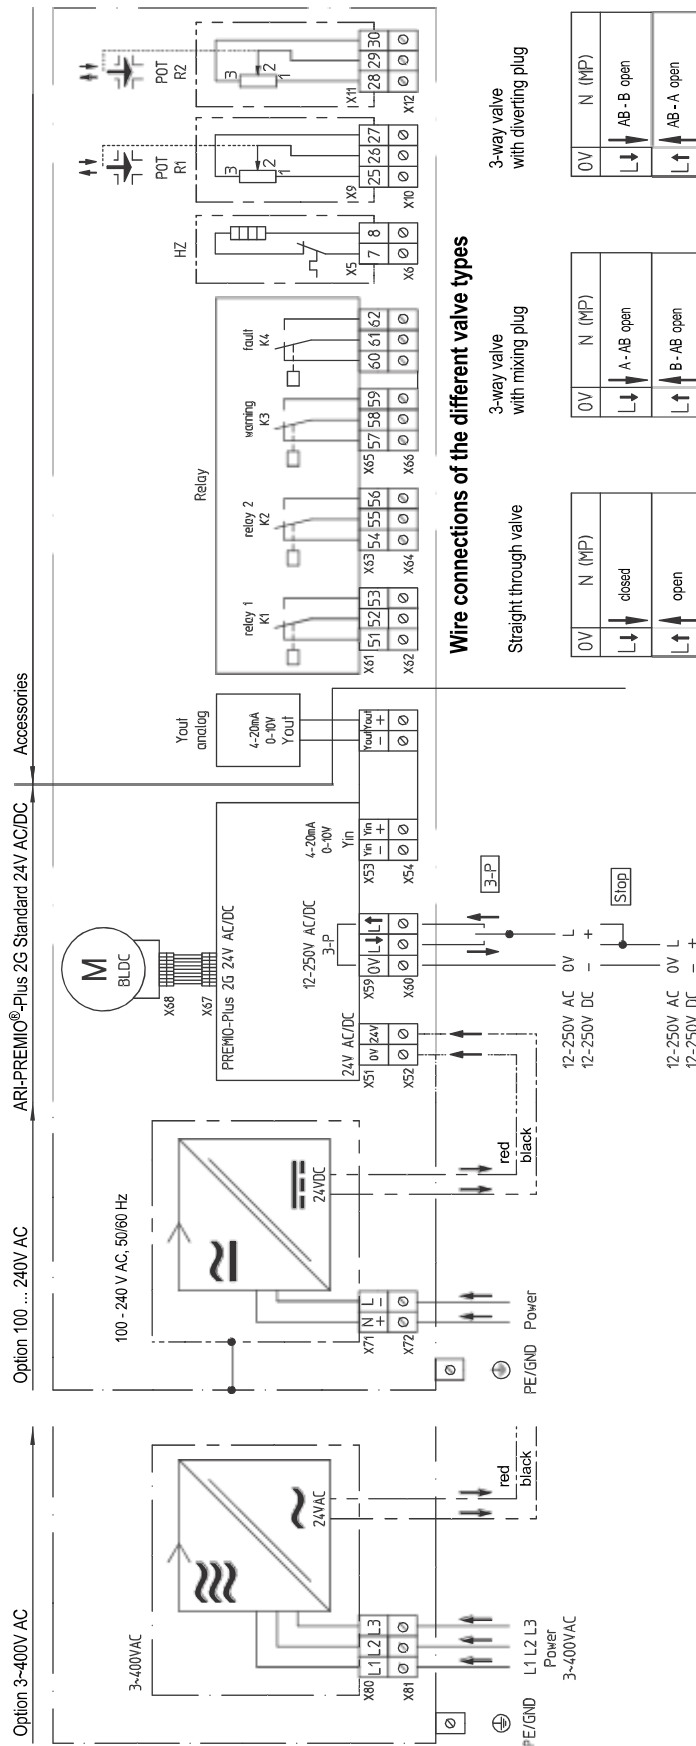 Option 3~400V AC
Option 100 ... 240V AC
ARI-PREMIO®-Plus 2G Standard 24V AC/DC
Accessories
3~400VAC
24VAC
X80
L1 L2 L3
X81
red
black
L1 L2 L3
Power
3~400VAC
PE/GND
100 - 240 V AC, 50/60 Hz
24VDC
X71
N L
+ −
X72
red
black
Power
PE/GND
M
BLDC
X68
X67
PREMIO-Plus 2G 24V AC/DC
24V AC/DC
X51
0V 24V
X52
12-250V AC/DC
3-P
X59
0V L L
X60
4-20mA
0-10V
Yin
X53
Yin Yin
− +
X54
3-P
12-250V AC 0V L
12-250V DC − +
Stop
12-250V AC 0V L
12-250V DC − +
Yout
analog
4-20mA
0-10V
Yout
Yout Yout
− +
Relay
relay 1
K1
X61
51 52 53
X62
relay 2
K2
X63
54 55 56
X64
warning
K3
X65
57 58 59
X66
fault
K4
60 61 62
HZ
X5
7 8
X6
POT
R1
3
2
1
X9
25 26 27
X10
POT
R2
3
2
1
X11
28 29 30
X12
Wire connections of the different valve types
Straight through valve
0V N (MP)
L closed
L open
3-way valve
with mixing plug
0V N (MP)
L A - AB open
L B - AB open
3-way valve
with diverting plug
0V N (MP)
L AB - B open
L AB - A open